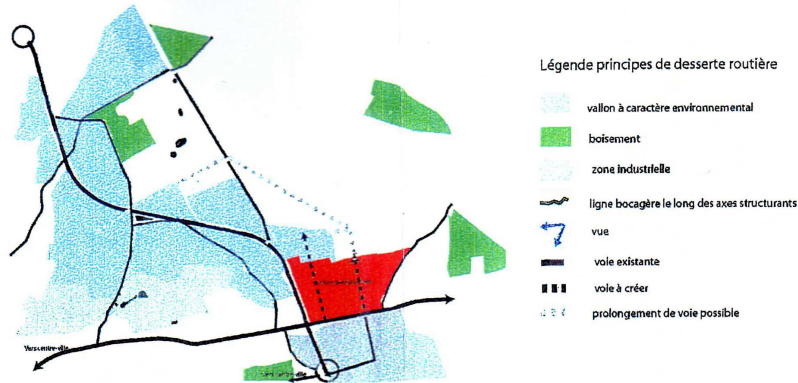 Légende principes de desserte routière
vallon à caractère environnemental
boisement
zone industrielle
ligne bocagère le long des axes structurants
vue
voie existante
voie à créer
prolongement de voie possible
Vers centre-ville